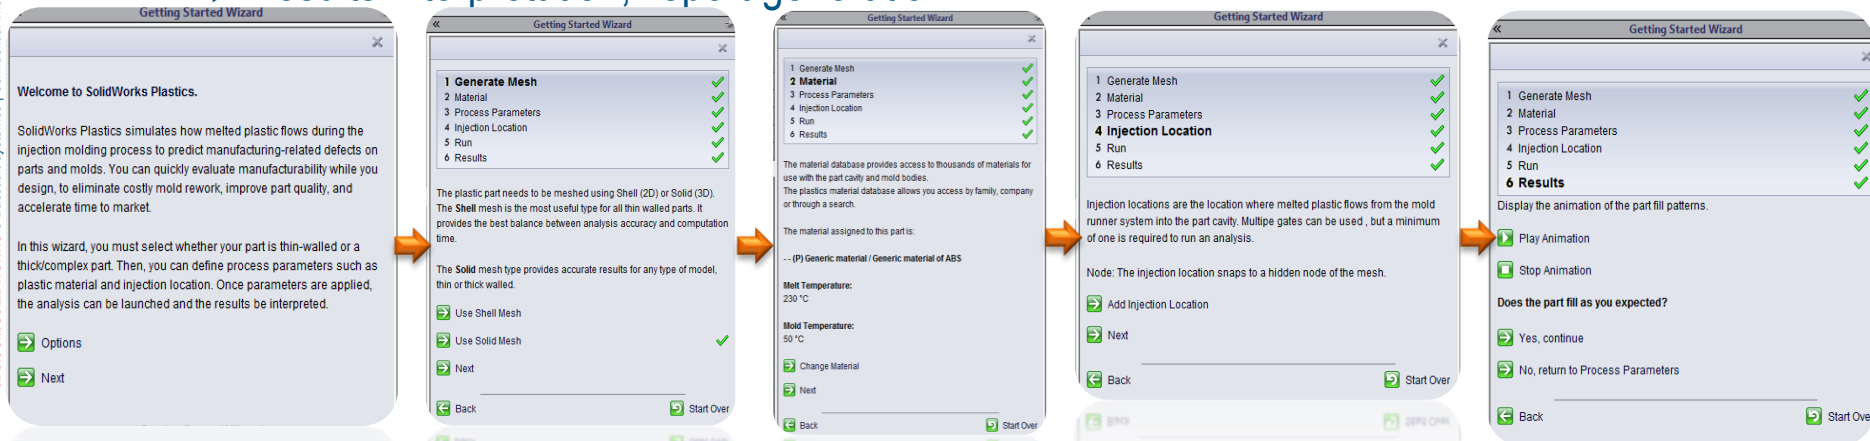 Getting Started Wizard
Welcome to SolidWorks Plastics.
SolidWorks Plastics simulates how melted plastic flows during the
injection molding process to predict manufacturing-related defects on
parts and molds. You can quickly evaluate manufacturability while you
design, to eliminate costly mold rework, improve part quality, and
accelerate time to market.
In this wizard, you must select whether your part is thin-walled or a
thick/complex part. Then, you can define process parameters such as
plastic material and injection location. Once parameters are applied,
the analysis can be launched and the results be interpreted.
Options
Next
Getting Started Wizard
1 Generate Mesh
2 Material
3 Process Parameters
4 Injection Location
5 Run
6 Results
The plastic part needs to be meshed using Shell (2D) or Solid (3D).
The Shell mesh is the most useful type for all thin walled parts. It
provides the best balance between analysis accuracy and computation
time.
The Solid mesh type provides accurate results for any type of model,
thin or thick walled.
Use Shell Mesh
Use Solid Mesh
Next
Back
Start Over
Getting Started Wizard
1 Generate Mesh
2 Material
3 Process Parameters
4 Injection Location
5 Run
6 Results
The material database provides access to thousands of materials for
use with the part cavity and mold bodies.
The plastics material database allows you access by family, company
or through a search.
The material assigned to this part is:
- - (P) Generic material / Generic material of ABS
Melt Temperature:
230 °C
Mold Temperature:
50 °C
Change Material
Next
Back
Start Over
Getting Started Wizard
1 Generate Mesh
2 Material
3 Process Parameters
4 Injection Location
5 Run
6 Results
Injection locations are the location where melted plastic flows from the mold
runner system into the part cavity. Multipe gates can be used , but a minimum
of one is required to run an analysis.
Node: The injection location snaps to a hidden node of the mesh.
Add Injection Location
Next
Back
Start Over
Getting Started Wizard
1 Generate Mesh
2 Material
3 Process Parameters
4 Injection Location
5 Run
6 Results
Display the animation of the part fill patterns.
Play Animation
Stop Animation
Does the part fill as you expected?
Yes, continue
No, return to Process Parameters
Back
Start Ove